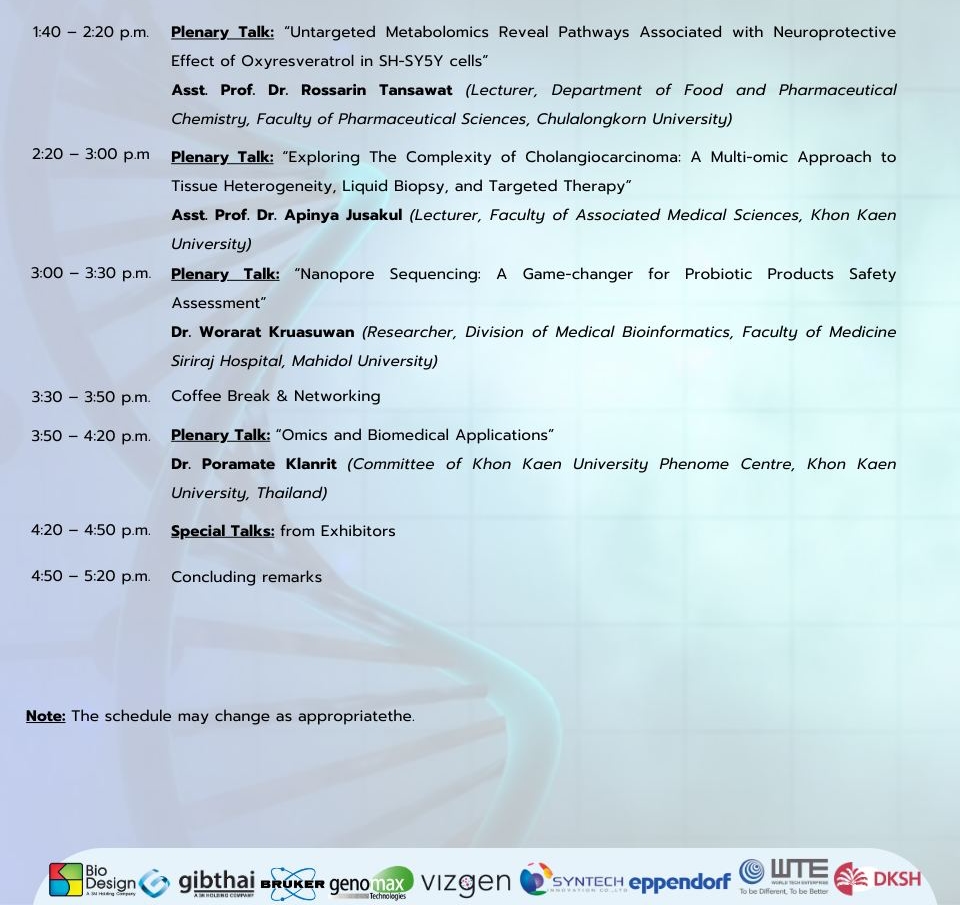 1:40 – 2:20 p.m. Plenary Talk: “Untargeted Metabolomics Reveal Pathways Associated with Neuroprotective
Effect of Oxyresveratrol in SH-SY5Y cells”
Asst. Prof. Dr. Rossarin Tansawat (Lecturer, Department of Food and Pharmaceutical
Chemistry, Faculty of Pharmaceutical Sciences, Chulalongkorn University)
2:20 – 3:00 p.m Plenary Talk: “Exploring The Complexity of Cholangiocarcinoma: A Multi-omic Approach to
Tissue Heterogeneity, Liquid Biopsy, and Targeted Therapy”
Asst. Prof. Dr. Apinya Jusakul (Lecturer, Faculty of Associated Medical Sciences, Khon Kaen
University)
3:00 – 3:30 p.m. Plenary Talk: “Nanopore Sequencing: A Game-changer for Probiotic Products Safety
Assessment”
Dr. Worarat Kruasuwan (Researcher, Division of Medical Bioinformatics, Faculty of Medicine
Siriraj Hospital, Mahidol University)
3:30 – 3:50 p.m. Coffee Break & Networking
3:50 – 4:20 p.m. Plenary Talk: “Omics and Biomedical Applications”
Dr. Poramate Klanrit (Committee of Khon Kaen University Phenome Centre, Khon Kaen
University, Thailand)
4:20 – 4:50 p.m. Special Talks: from Exhibitors
4:50 – 5:20 p.m. Concluding remarks
Note: The schedule may change as appropriatethe.
Bio
Design
A 3M Holding Company
gibthai
A 3M HOLDING COMPANY
BRUKER
genomax
Technologies
vizgen
SYNTECH
INNOVATION CO.,LTD
eppendorf
WTE
WORLD TECH ENTERPRISE
To be Different, To be Better
DKSH